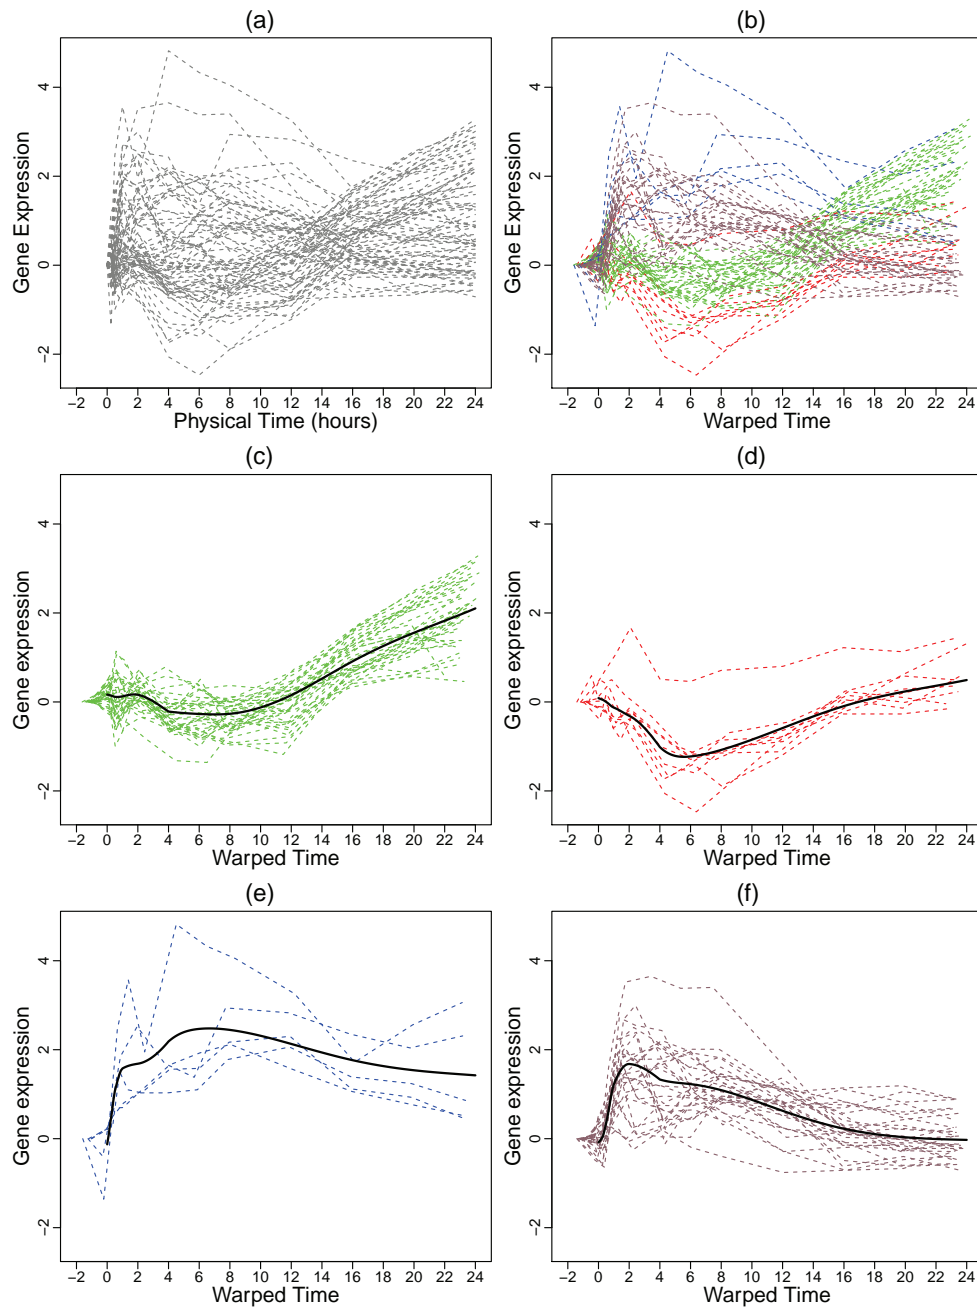 (a)
Gene Expression
4
2
0
−2
−2 0 2 4 6 8 10 12 14 16 18 20 22 24
Physical Time (hours)
(b)
Gene Expression
4
2
0
−2
−2 0 2 4 6 8 10 12 14 16 18 20 22 24
Warped Time
(c)
Gene expression
4
2
0
−2
−2 0 2 4 6 8 10 12 14 16 18 20 22 24
Warped Time
(d)
Gene expression
4
2
0
−2
−2 0 2 4 6 8 10 12 14 16 18 20 22 24
Warped Time
(e)
Gene expression
4
2
0
−2
−2 0 2 4 6 8 10 12 14 16 18 20 22 24
Warped Time
(f)
Gene expression
4
2
0
−2
−2 0 2 4 6 8 10 12 14 16 18 20 22 24
Warped Time